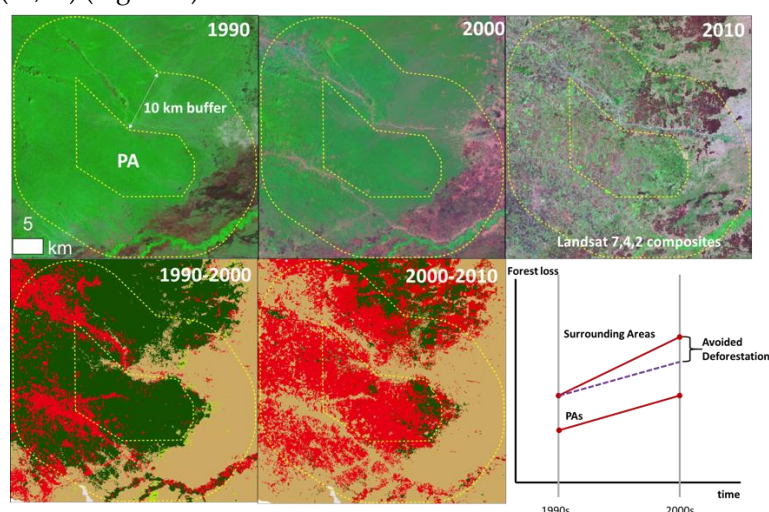 1990
2000
2010
10 km buffer
PA
5
km
Landsat 7,4,2 composites
1990-2000
2000-2010
Forest loss
Surrounding Areas
Avoided
Deforestation
PAs
time
1990s
2000s